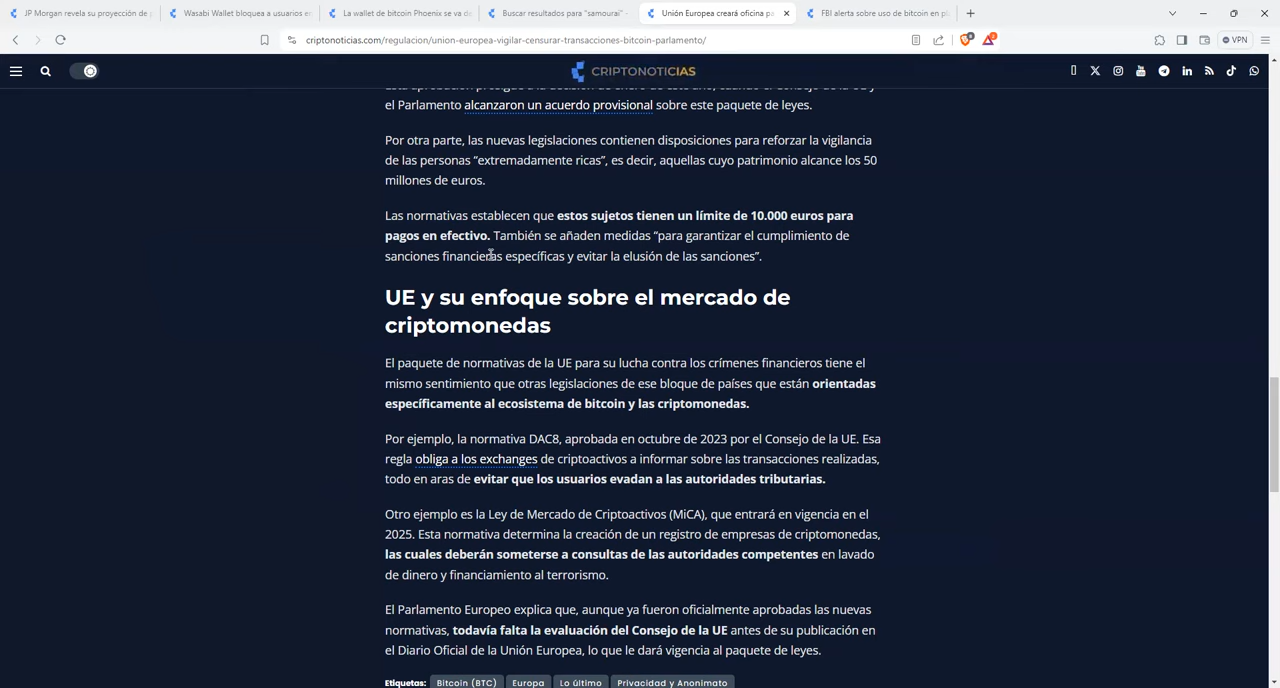 JP Morgan revela su proyección de
Wasabi Wallet bloquea a usuarios en
La wallet de bitcoin Phoenix se va de
Buscar resultados para "samourai" -
Unión Europea creará oficina pa
FBI alerta sobre uso de bitcoin en pl
criptonoticias.com/regulacion/union-europea-vigilar-censurar-transacciones-bitcoin-parlamento/
VPN
CRIPTONOTICIAS
el Parlamento alcanzaron un acuerdo provisional sobre este paquete de leyes.
Por otra parte, las nuevas legislaciones contienen disposiciones para reforzar la vigilancia
de las personas “extremadamente ricas”, es decir, aquellas cuyo patrimonio alcance los 50
millones de euros.
Las normativas establecen que estos sujetos tienen un límite de 10.000 euros para
pagos en efectivo. También se añaden medidas “para garantizar el cumplimiento de
sanciones financieras específicas y evitar la elusión de las sanciones”.
UE y su enfoque sobre el mercado de
criptomonedas
El paquete de normativas de la UE para su lucha contra los crímenes financieros tiene el
mismo sentimiento que otras legislaciones de ese bloque de países que están orientadas
específicamente al ecosistema de bitcoin y las criptomonedas.
Por ejemplo, la normativa DAC8, aprobada en octubre de 2023 por el Consejo de la UE. Esa
regla obliga a los exchanges de criptoactivos a informar sobre las transacciones realizadas,
todo en aras de evitar que los usuarios evadan a las autoridades tributarias.
Otro ejemplo es la Ley de Mercado de Criptoactivos (MiCA), que entrará en vigencia en el
2025. Esta normativa determina la creación de un registro de empresas de criptomonedas,
las cuales deberán someterse a consultas de las autoridades competentes en lavado
de dinero y financiamiento al terrorismo.
El Parlamento Europeo explica que, aunque ya fueron oficialmente aprobadas las nuevas
normativas, todavía falta la evaluación del Consejo de la UE antes de su publicación en
el Diario Oficial de la Unión Europea, lo que le dará vigencia al paquete de leyes.
Etiquetas: Bitcoin (BTC) Europa Lo último Privacidad y Anonimato